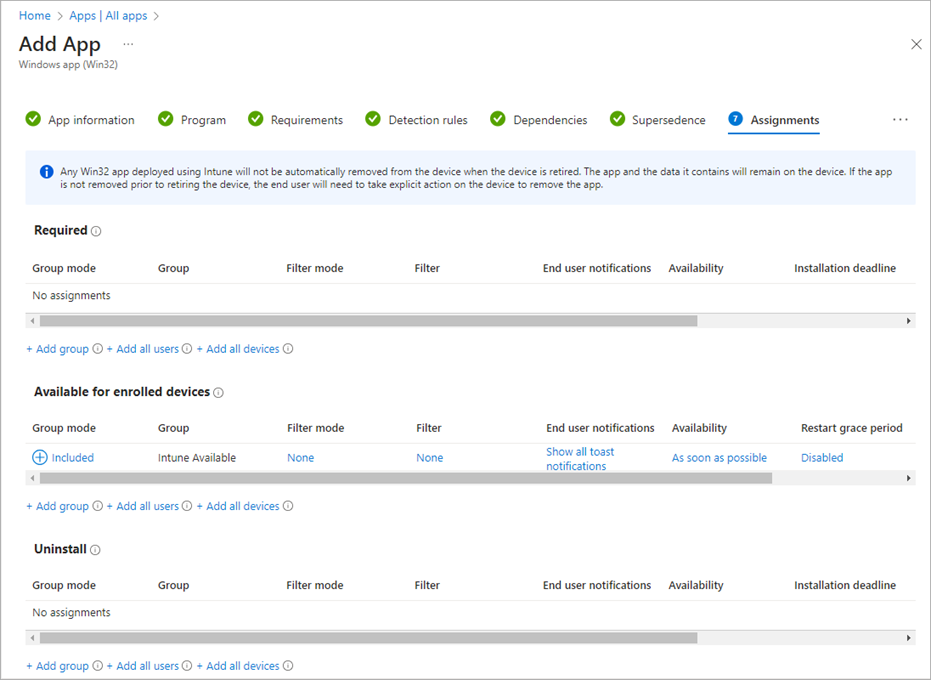 Home > Apps | All apps >
Add App ...
Windows app (Win32)
App information Program Requirements Detection rules Dependencies Supersedence 7 Assignments ...
Any Win32 app deployed using Intune will not be automatically removed from the device when the device is retired. The app and the data it contains will remain on the device. If the app
is not removed prior to retiring the device, the end user will need to take explicit action on the device to remove the app.
Required
Group mode Group Filter mode Filter End user notifications Availability Installation deadline
No assignments
+ Add group + Add all users + Add all devices
Available for enrolled devices
Group mode Group Filter mode Filter End user notifications Availability Restart grace period
Included Intune Available None None Show all toast As soon as possible Disabled
notifications
+ Add group + Add all users + Add all devices
Uninstall
Group mode Group Filter mode Filter End user notifications Availability Installation deadline
No assignments
+ Add group + Add all users + Add all devices